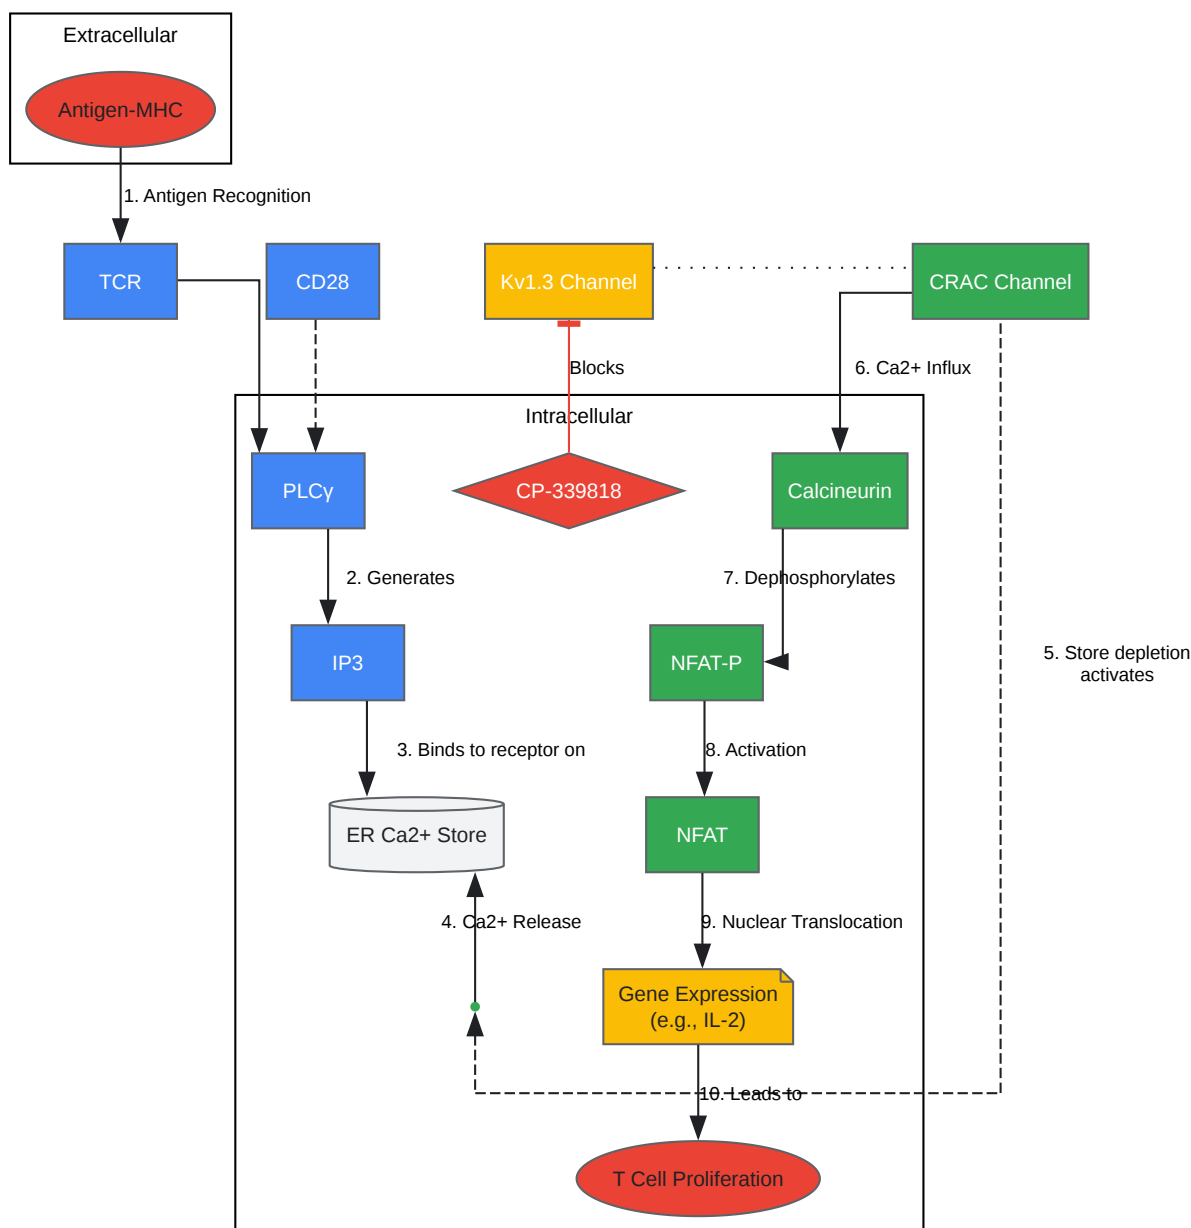 Extracellular
Antigen-MHC
1. Antigen Recognition
TCR
CD28
Kv1.3 Channel
CRAC Channel
Blocks
6. Ca2+ Influx
Intracellular
PLCγ
CP-339818
Calcineurin
2. Generates
7. Dephosphorylates
IP3
NFAT-P
5. Store depletion
activates
3. Binds to receptor on
8. Activation
ER Ca2+ Store
NFAT
4. Ca2+ Release
9. Nuclear Translocation
Gene Expression
(e.g., IL-2)
10. Leads to
T Cell Proliferation